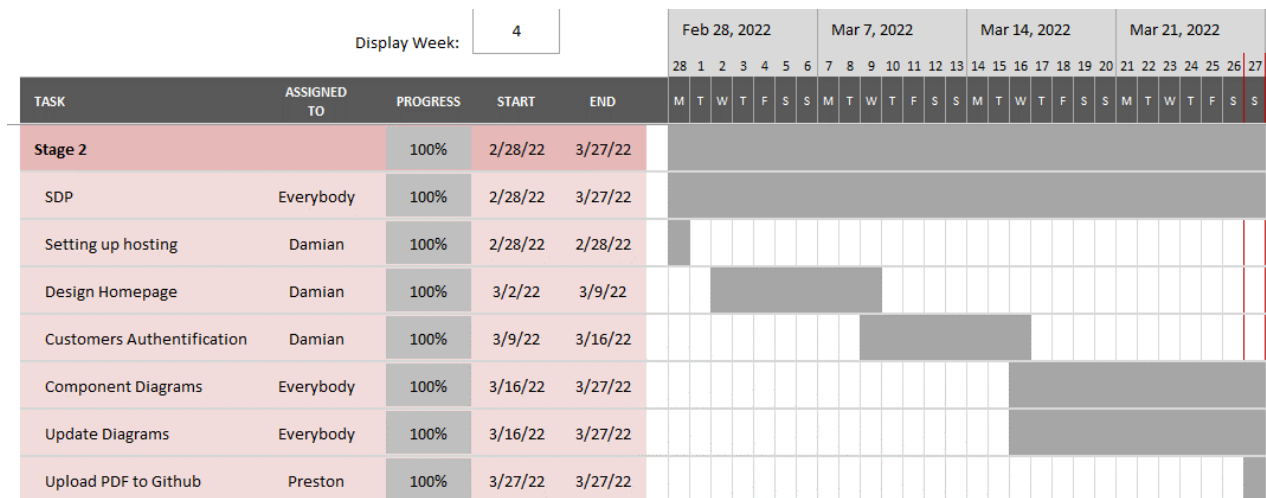 Display Week: 4
Feb 28, 2022 Mar 7, 2022 Mar 14, 2022 Mar 21, 2022
28 1 2 3 4 5 6 7 8 9 10 11 12 13 14 15 16 17 18 19 20 21 22 23 24 25 26 27
TASK ASSIGNED TO PROGRESS START END M T W T F S S M T W T F S S M T W T F S S M T W T F S S
Stage 2 100% 2/28/22 3/27/22
SDP Everybody 100% 2/28/22 3/27/22
Setting up hosting Damian 100% 2/28/22 2/28/22
Design Homepage Damian 100% 3/2/22 3/9/22
Customers Authentification Damian 100% 3/9/22 3/16/22
Component Diagrams Everybody 100% 3/16/22 3/27/22
Update Diagrams Everybody 100% 3/16/22 3/27/22
Upload PDF to Github Preston 100% 3/27/22 3/27/22